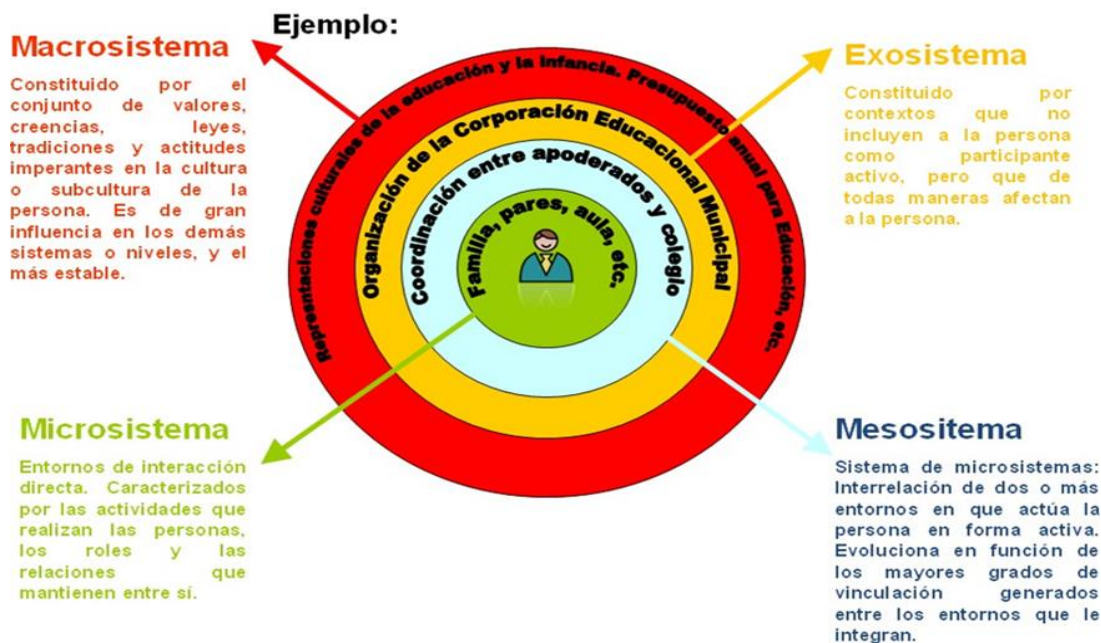 Ejemplo:
Macrosistema
Constituido por el
conjunto de valores,
creencias, leyes,
tradiciones y actitudes
imperantes en la cultura
o subcultura de la
persona. Es de gran
influencia en los demás
sistemas o niveles, y el
más estable.
Exosistema
Constituido por
contextos que no
incluyen a la persona
como participante
activo, pero que de
todas maneras afectan
a la persona.
Representaciones culturales de la educación y la infancia. Presupuesto anual para Educación, etc.
Organización de la Corporación Educacional Municipal
Coordinación entre apoderados y colegio
Familia, pares, aula, etc.
Microsistema
Entornos de interacción
directa. Caracterizados
por las actividades que
realizan las personas,
los roles y las
relaciones que
mantienen entre sí.
Mesositema
Sistema de microsistemas:
Interrelación de dos o más
entornos en que actúa la
persona en forma activa.
Evoluciona en función de
los mayores grados de
vinculación generados
entre los entornos que le
integran.